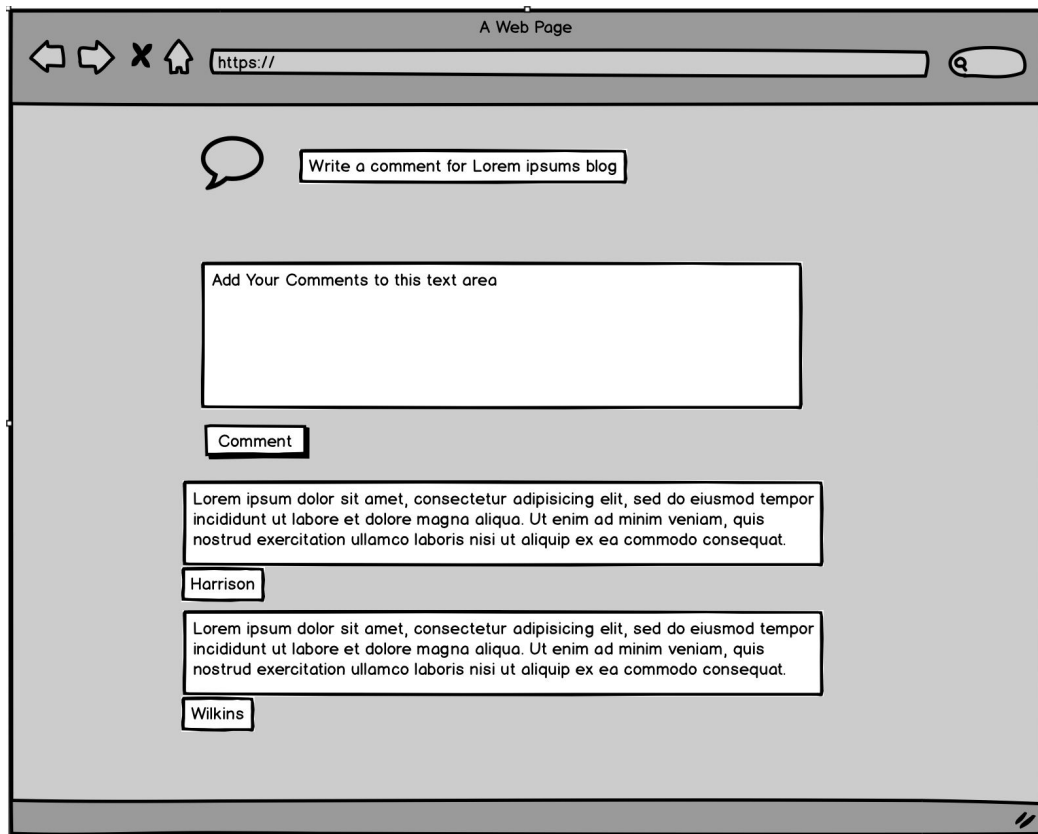 A Web Page
https://
Write a comment for Lorem ipsums blog
Add Your Comments to this text area
Comment
Lorem ipsum dolor sit amet, consectetur adipisicing elit, sed do eiusmod tempor
incididunt ut labore et dolore magna aliqua. Ut enim ad minim veniam, quis
nostrud exercitation ullamco laboris nisi ut aliquip ex ea commodo consequat.
Harrison
Lorem ipsum dolor sit amet, consectetur adipisicing elit, sed do eiusmod tempor
incididunt ut labore et dolore magna aliqua. Ut enim ad minim veniam, quis
nostrud exercitation ullamco laboris nisi ut aliquip ex ea commodo consequat.
Wilkins